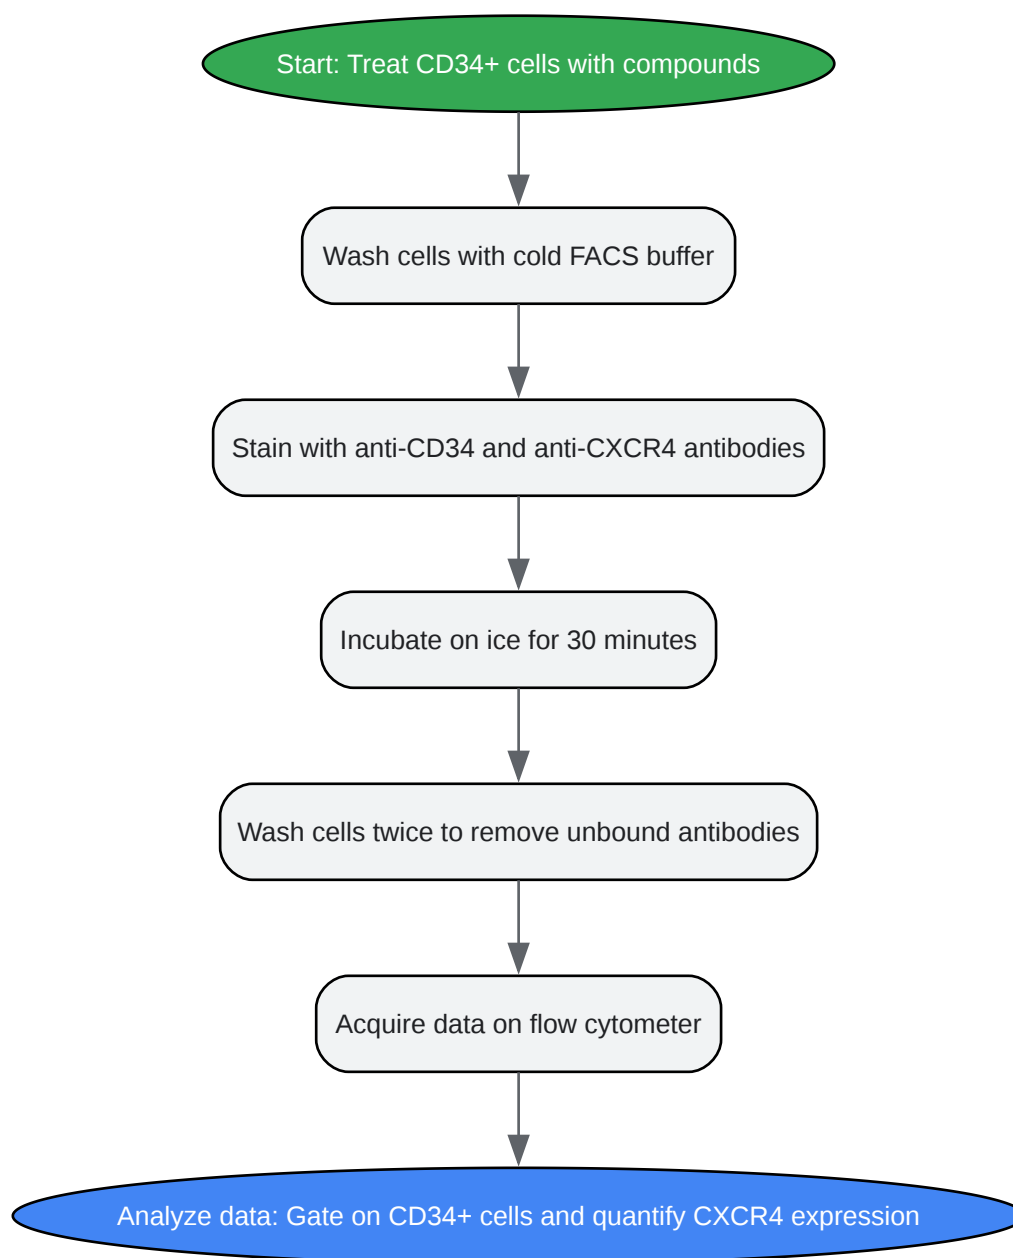 Start: Treat CD34+ cells with compounds
Wash cells with cold FACS buffer
Stain with anti-CD34 and anti-CXCR4 antibodies
Incubate on ice for 30 minutes
Wash cells twice to remove unbound antibodies
Acquire data on flow cytometer
Analyze data: Gate on CD34+ cells and quantify CXCR4 expression